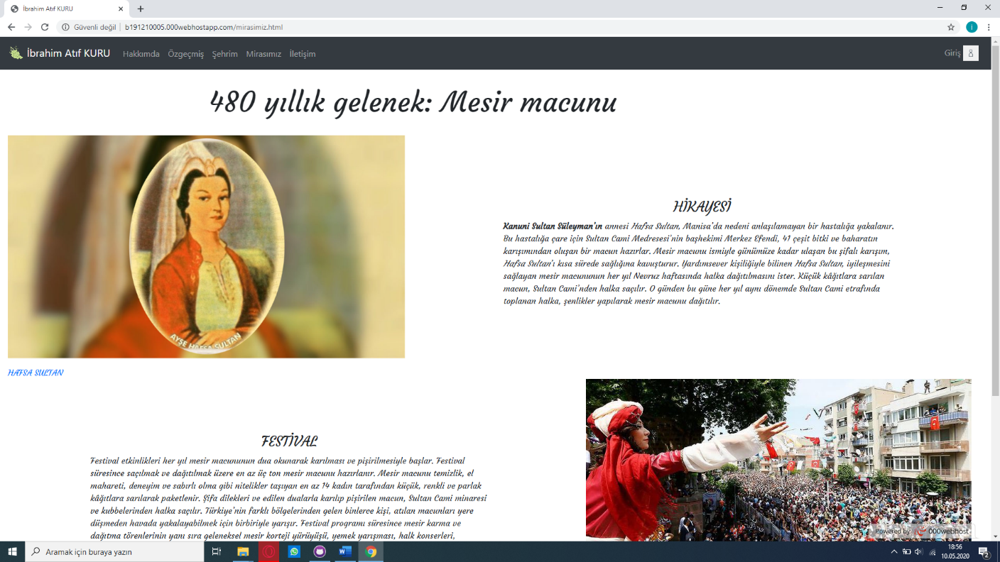 İbrahim Atıf KURU
Güvenli değil
b191210005.000webhostapp.com/mirasimiz.html
i
İbrahim Atıf KURU
Hakkımda
Özgeçmiş
Şehrim
Mirasımız
İletişim
Giriş
480 yıllık gelenek: Mesir macunu
AYŞE HAFSA SULTAN
HİKAYESİ
Kanuni Sultan Süleyman'ın annesi Hafsa Sultan, Manisa'da nedeni anlaşılamayan bir hastalığa yakalanır.
Bu hastalığa çare için Sultan Cami Medresesi'nin başhekimi Merkez Efendi, 41 çeşit bitki ve baharatın
karışımından oluşan bir macun hazırlar. Mesir macunu ismiyle günümüze kadar ulaşan bu şifalı karışım,
Hafsa Sultan'ı kısa sürede sağlığına kavuşturur. Yardımsever kişiliğiyle bilinen Hafsa Sultan, iyileşmesini
sağlayan mesir macununun her yıl Nevruz haftasında halka dağıtılmasını ister. Küçük kâğıtlara sarılan
macun, Sultan Cami'nden halka saçılır. O günden bu güne her yıl aynı dönemde Sultan Cami etrafında
toplanan halka, şenlikler yapılarak mesir macunu dağıtılır.
HAFSA SULTAN
FESTİVAL
Festival etkinlikleri her yıl mesir macununun dua okunarak karılması ve pişirilmesiyle başlar. Festival
süresince saçılmak ve dağıtılmak üzere en az üç ton mesir macunu hazırlanır. Mesir macunu temizlik, el
mahareti, deneyim ve sabırlı olma gibi nitelikler taşıyan en az 14 kadın tarafından küçük, renkli ve parlak
kâğıtlara sarılarak paketlenir. Şifa dilekleri ve edilen dualarla karılıp pişirilen macun, Sultan Cami minaresi
ve kubbelerinden halka saçılır. Türkiye'nin farklı bölgelerinden gelen binlerce kişi, atılan macunları yere
düşmeden havada yakalayabilmek için birbiriyle yarışır. Festival programı süresince mesir karma ve
dağıtma törenlerinin yanı sıra geleneksel mesir korteji yürüyüşü, yemek yarışması, halk konserleri,
Powered by 000webhost
Aramak için buraya yazın
18:56
10.05.2020
2